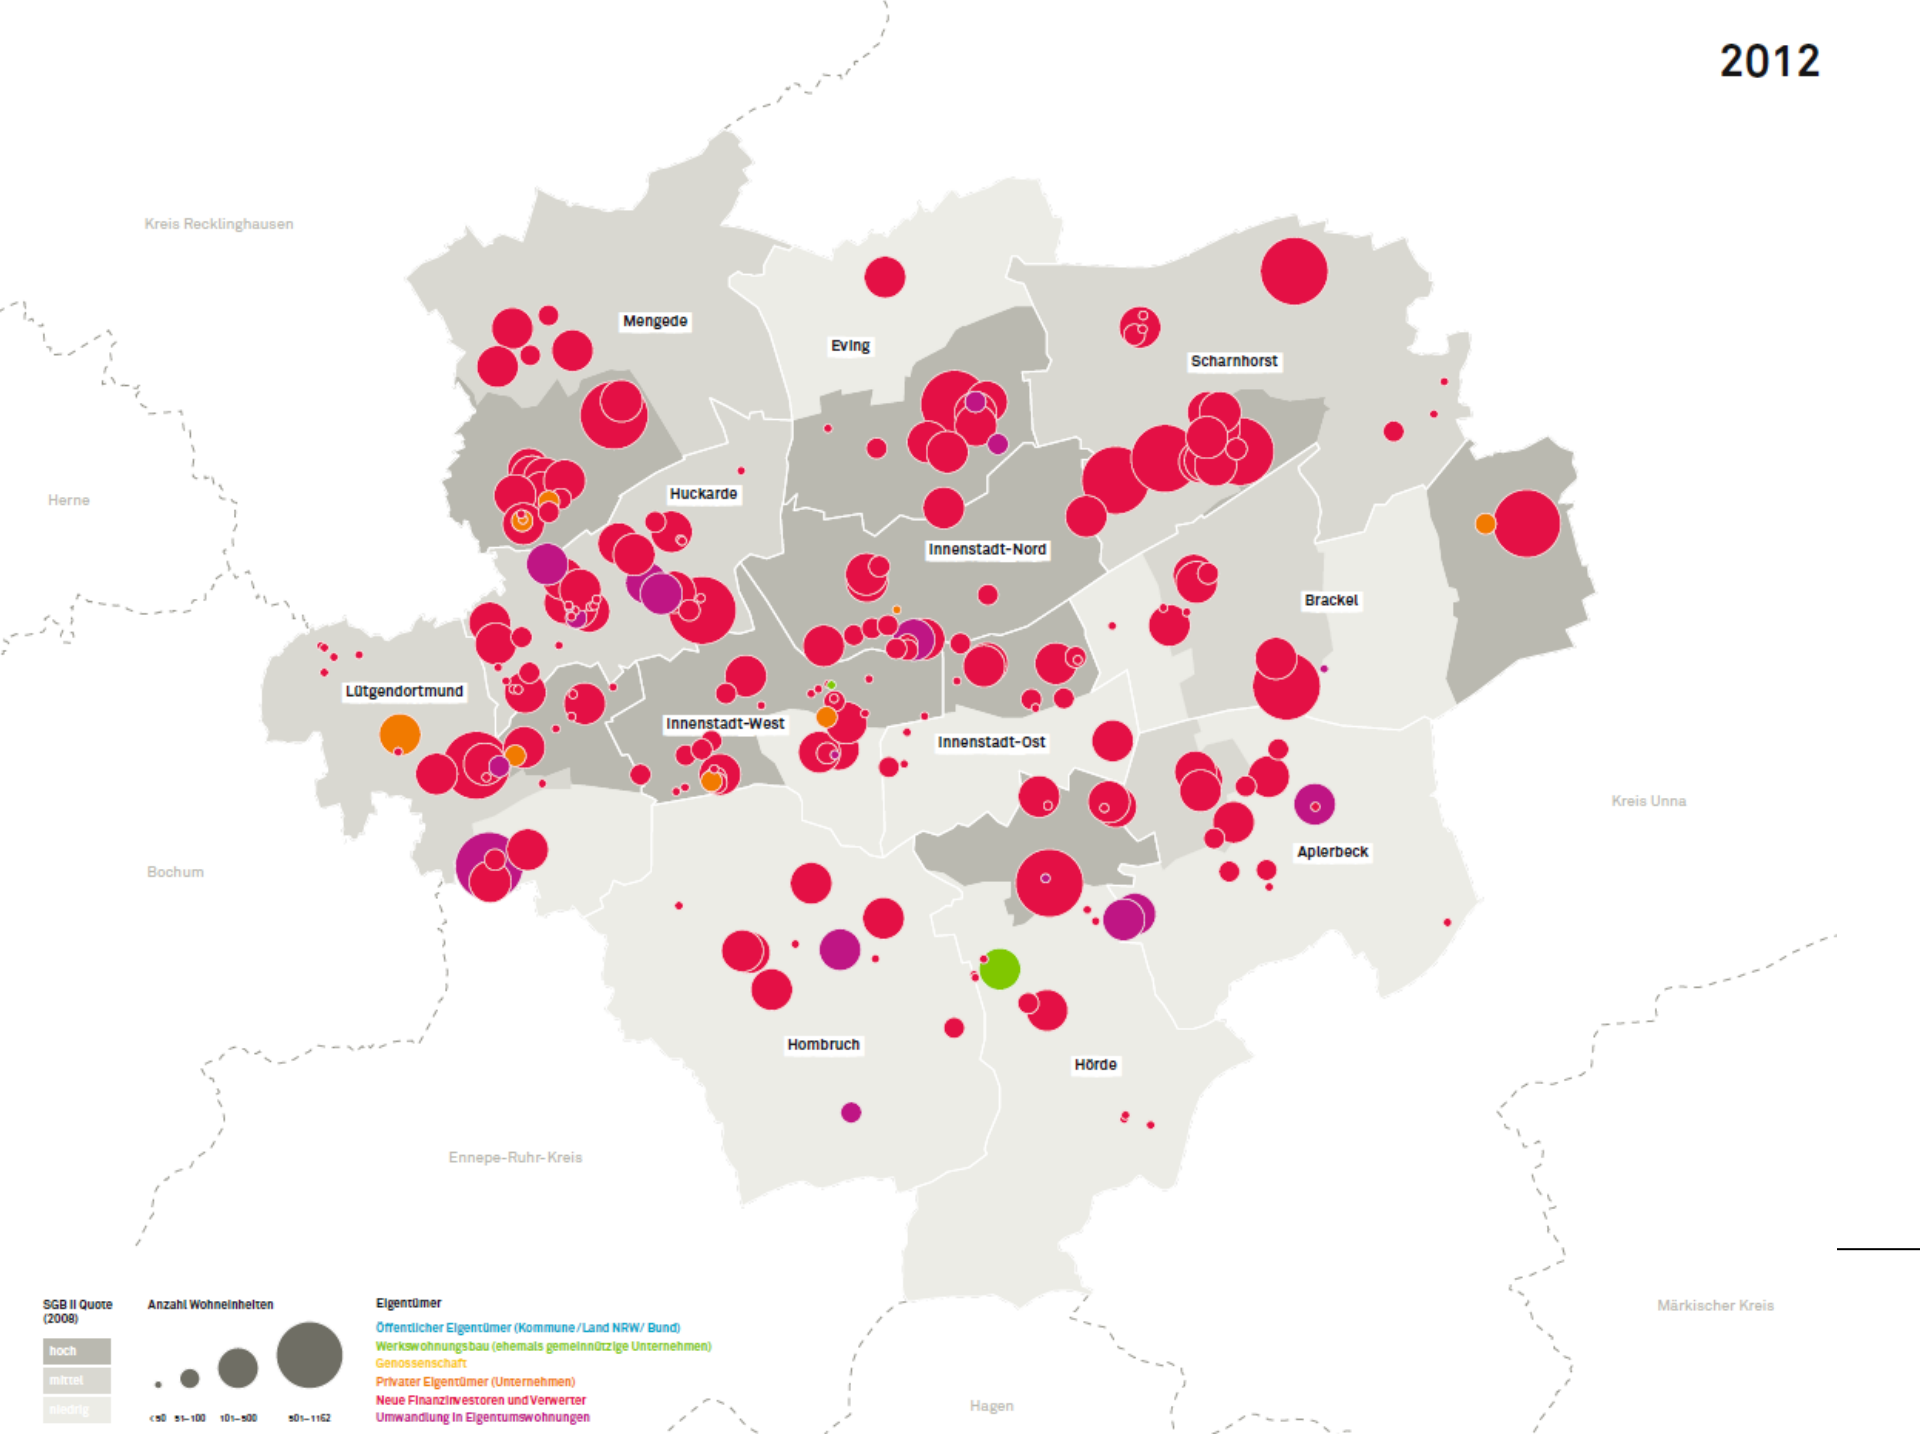 2012
Kreis Recklinghausen
Mengede
Eving
Scharnhorst
Huckarde
Herne
Innenstadt-Nord
Brackel
Lütgendortmund
Innenstadt-West
Innenstadt-Ost
Kreis Unna
Aplerbeck
Bochum
Hombruch
Hörde
Ennepe-Ruhr-Kreis
Märkischer Kreis
Hagen
SGB II Quote
(2008)
hoch
mittel
niedrig
Anzahl Wohneinheiten
<50 51–100 101–500 501–1162
Eigentümer
Öffentlicher Eigentümer (Kommune/Land NRW/ Bund)
Werkswohnungsbau (ehemals gemeinnützige Unternehmen)
Genossenschaft
Privater Eigentümer (Unternehmen)
Neue Finanzinvestoren und Verwerter
Umwandlung in Eigentumswohnungen